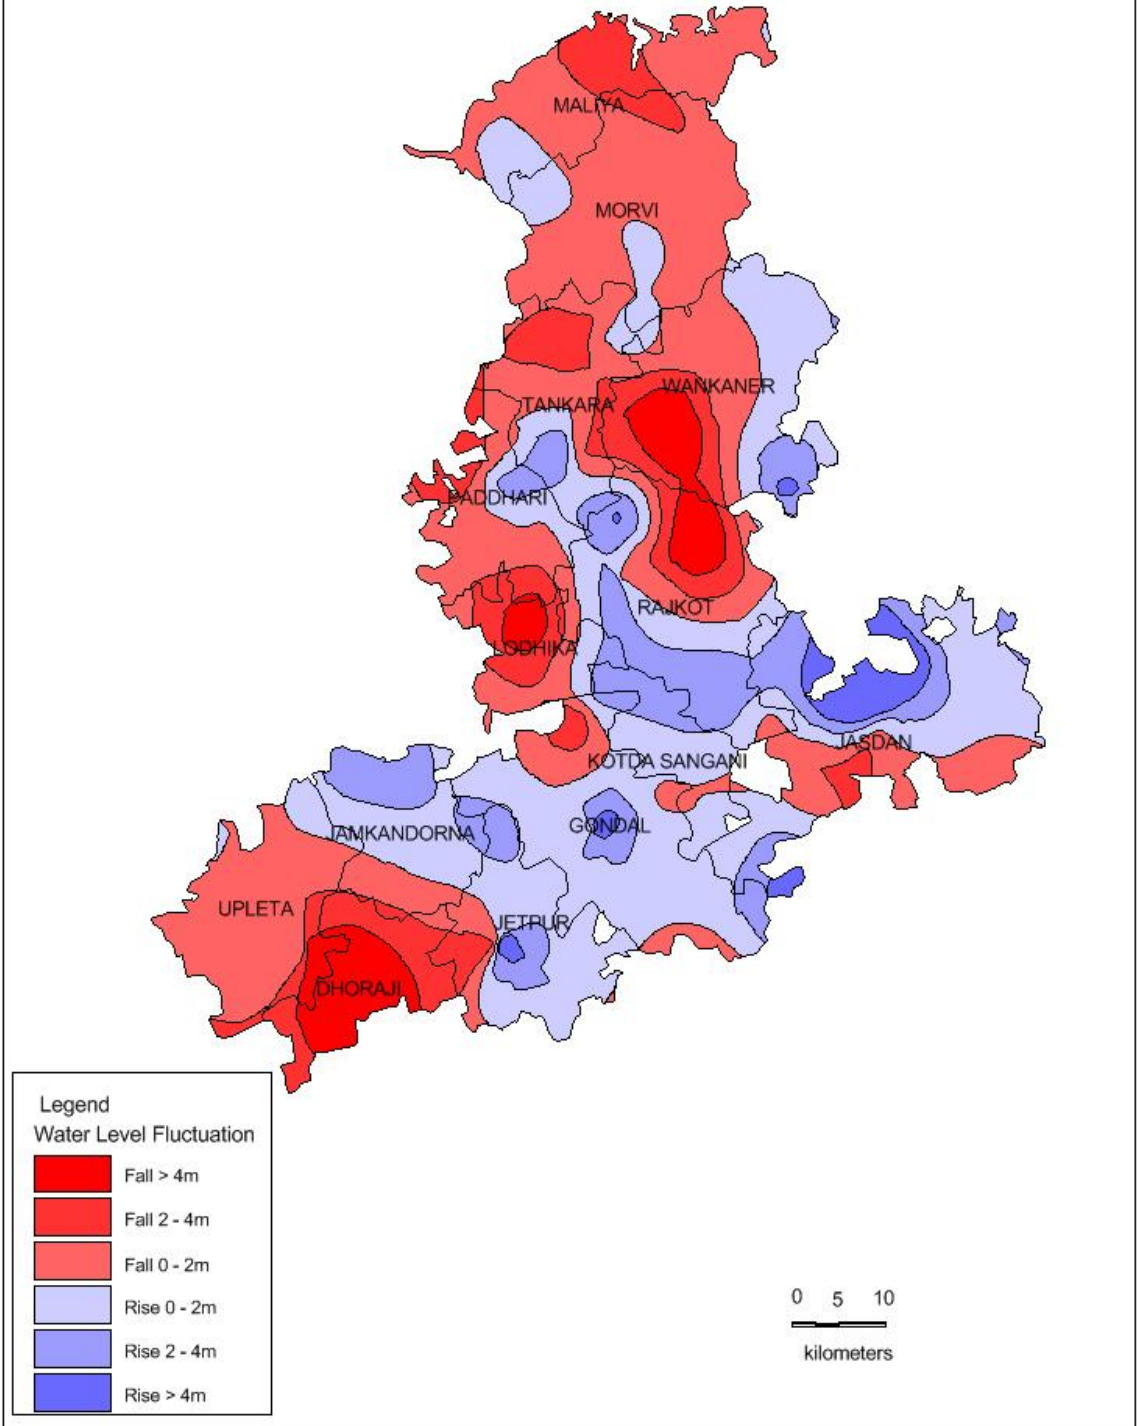 MALIYA
MORVI
WANKANER
TANKARA
PADDHARI
RAJKOT
LODHIKA
JASDAN
KOTDA SANGANI
GONDAL
JAMKANDORNA
UPLETA
JETPUR
DHORAJI
Legend
Water Level Fluctuation
Fall > 4m
Fall 2 - 4m
Fall 0 - 2m
Rise 0 - 2m
Rise 2 - 4m
Rise > 4m
0 5 10
kilometers